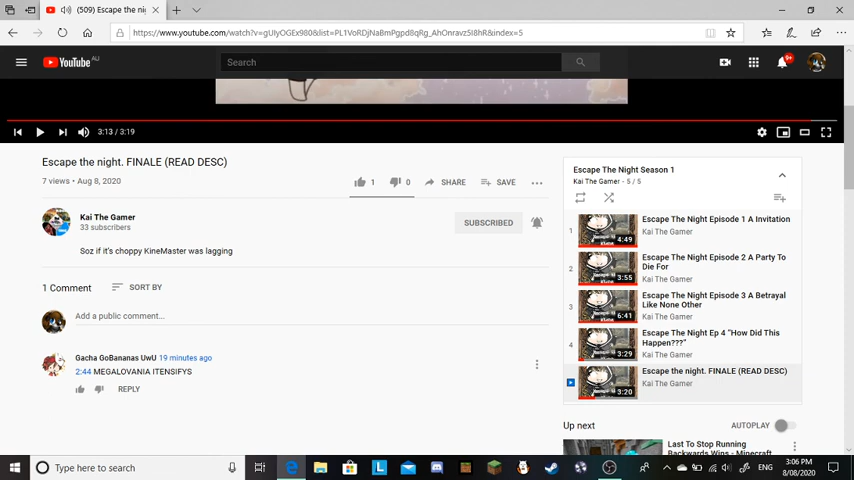 (509) Escape the ni
https://www.youtube.com/watch?v=gUlyOGEx980&list=PL1VoRDjNaBmPgpd8qRg_AhOnravz5I8hR&index=5
YouTube AU
Search
9+
3:13 / 3:19
Escape the night. FINALE (READ DESC)
7 views • Aug 8, 2020
1 0 SHARE SAVE
Kai The Gamer
33 subscribers
SUBSCRIBED
Soz if it's choppy KineMaster was lagging
1 Comment SORT BY
Add a public comment...
Gacha GoBananas UwU 19 minutes ago
2:44 MEGALOVANIA ITENSIFYS
REPLY
Escape The Night Season 1
Kai The Gamer - 5 / 5
1 4:49 Escape The Night Episode 1 A Invitation
Kai The Gamer
2 3:55 Escape The Night Episode 2 A Party To
Die For
Kai The Gamer
3 6:41 Escape The Night Episode 3 A Betrayal
Like None Other
Kai The Gamer
4 3:29 Escape The Night Ep 4 "How Did This
Happen???"
Kai The Gamer
3:20 Escape the night. FINALE (READ DESC)
Kai The Gamer
Up next AUTOPLAY
Last To Stop Running
Backwards Wins - Minecraft
Type here to search
ENG
3:06 PM
8/08/2020